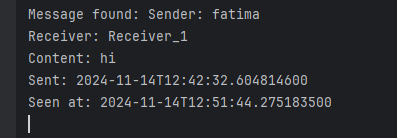 Message found: Sender: fatima
Receiver: Receiver_1
Content: hi
Sent: 2024-11-14T12:42:32.604814600
Seen at: 2024-11-14T12:51:44.275183500